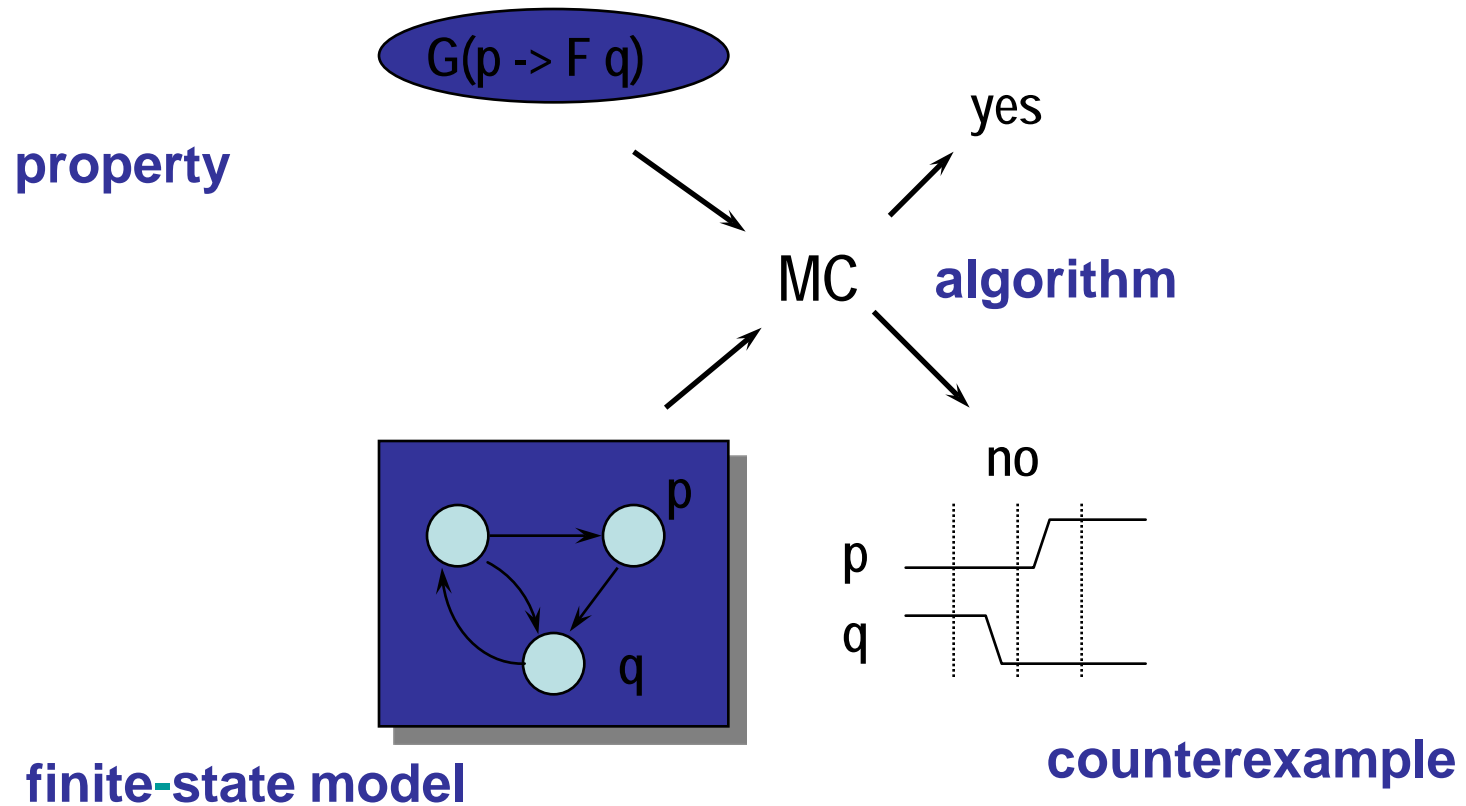 G(p -> F q)
yes
property
MC
algorithm
no
p
p
q
q
counterexample
finite-state model